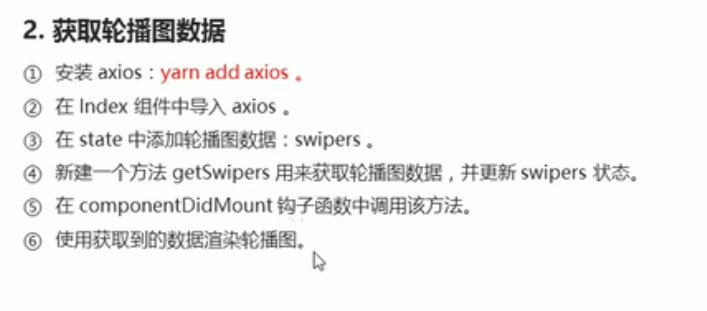 2. 获取轮播图数据
① 安装 axios：yarn add axios 。
② 在 Index 组件中导入 axios 。
③ 在 state 中添加轮播图数据：swipers 。
④ 新建一个方法 getSwipers 用来获取轮播图数据，并更新 swipers 状态。
⑤ 在 componentDidMount 钩子函数中调用该方法。
⑥ 使用获取到的数据渲染轮播图。